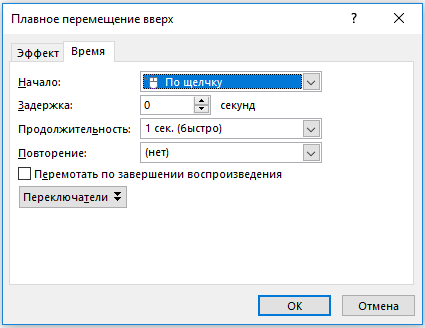 Плавное перемещение вверх ?
Эффект Время
Начало: По щелчку
Задержка: 0 секунд
Продолжительность: 1 сек. (быстро)
Повторение: (нет)
Перемотать по завершении воспроизведения
Переключатели
ОК Отмена